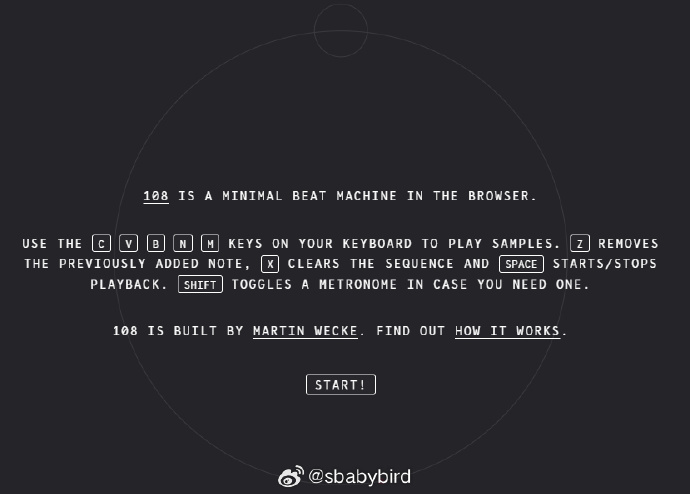 108 IS A MINIMAL BEAT MACHINE IN THE BROWSER.
USE THE C V B N M KEYS ON YOUR KEYBOARD TO PLAY SAMPLES. Z REMOVES
THE PREVIOUSLY ADDED NOTE, X CLEARS THE SEQUENCE AND SPACE STARTS/STOPS
PLAYBACK. SHIFT TOGGLES A METRONOME IN CASE YOU NEED ONE.
108 IS BUILT BY MARTIN WECKE. FIND OUT HOW IT WORKS.
START!
@sbabybird